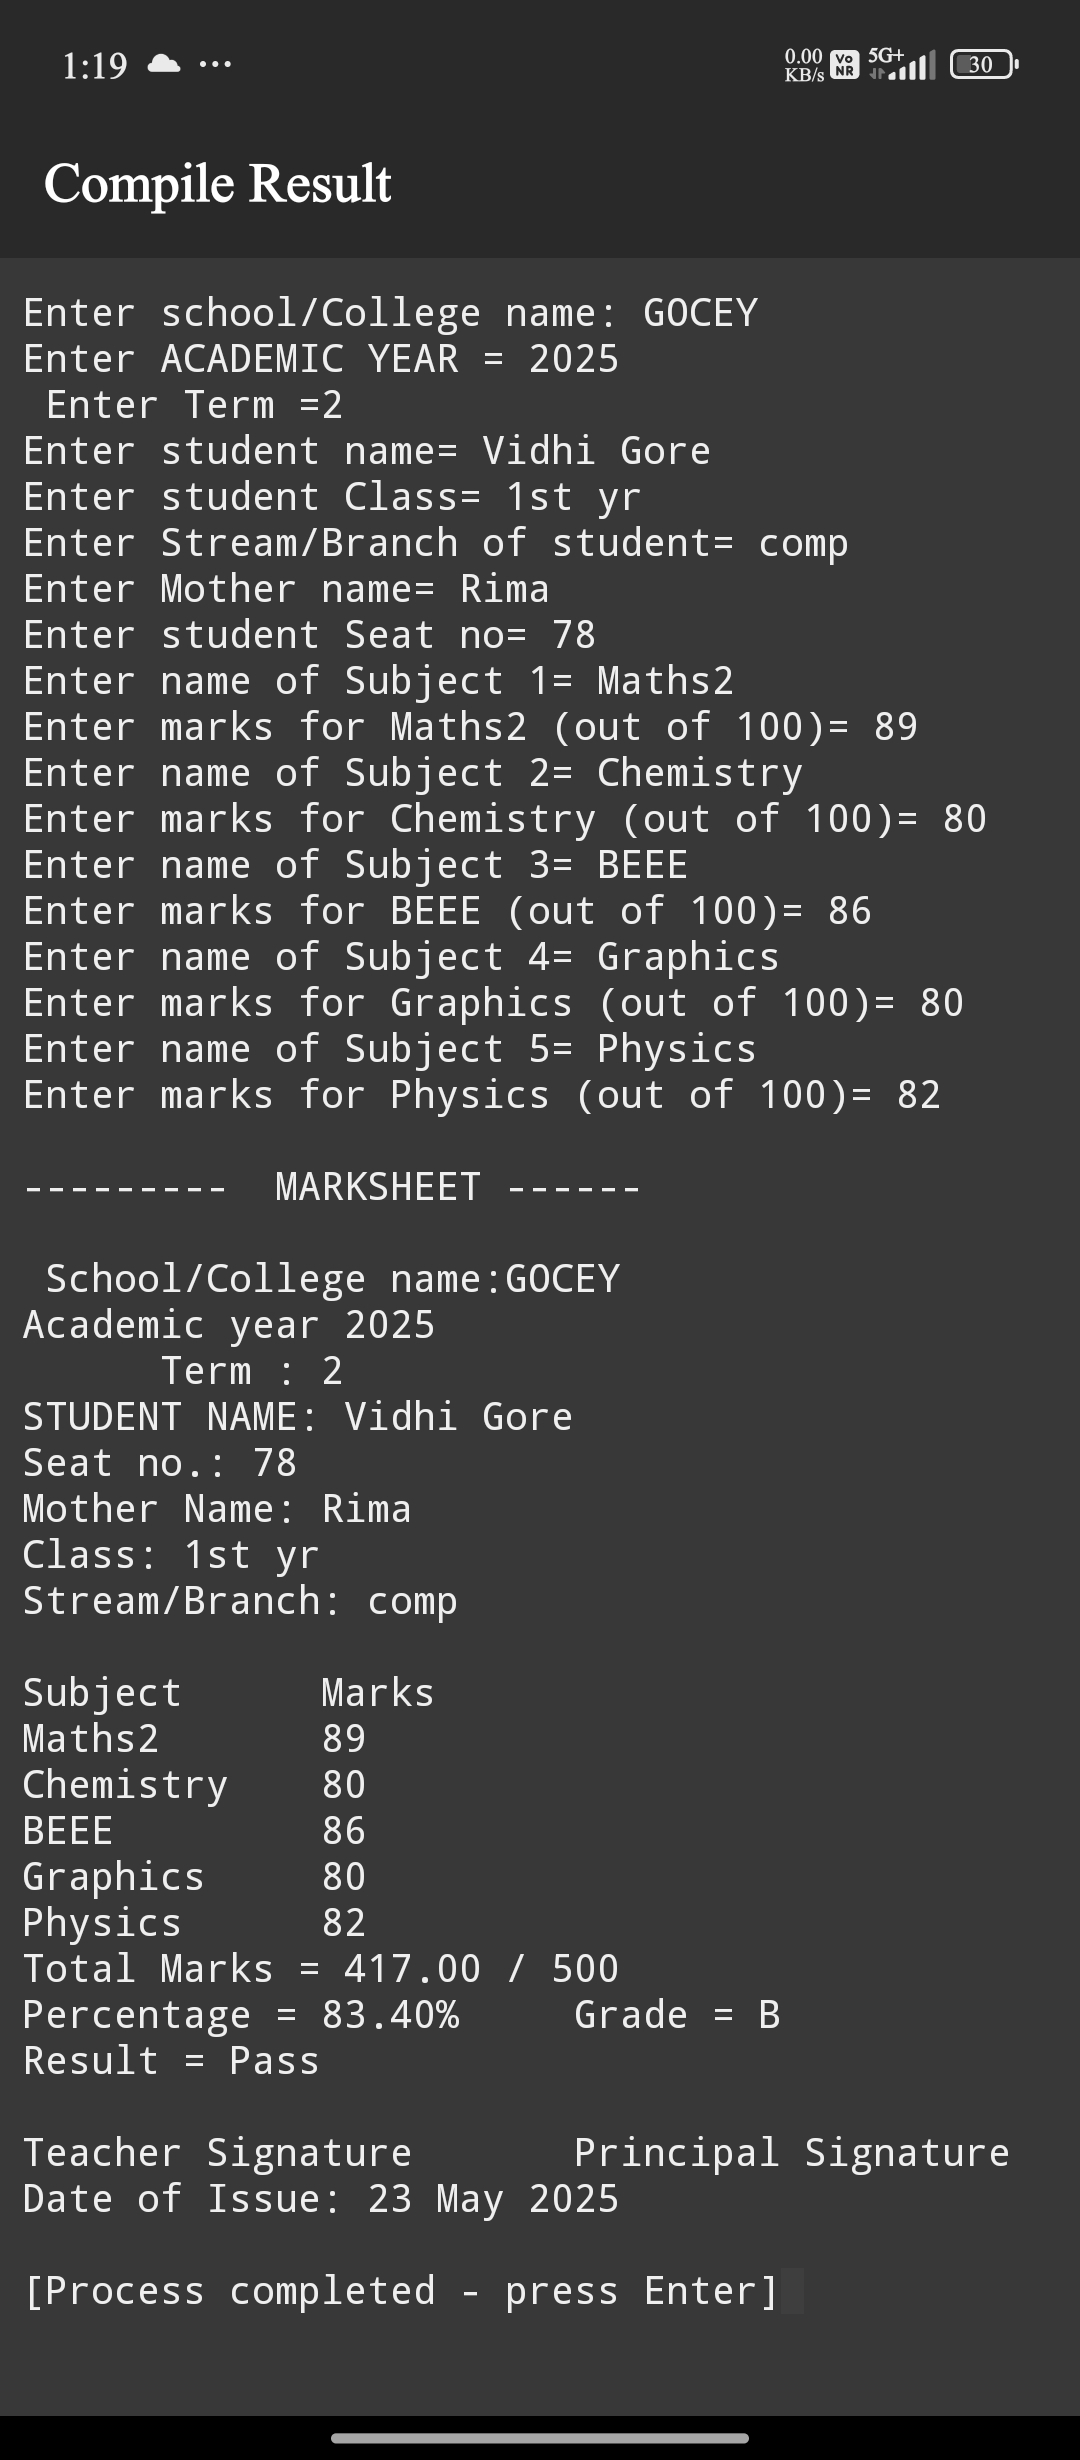 1:19 ...
0.00 KB/s Vo NR 5G+ 30
Compile Result
Enter school/College name: GOCEY
Enter ACADEMIC YEAR = 2025
 Enter Term =2
Enter student name= Vidhi Gore
Enter student Class= 1st yr
Enter Stream/Branch of student= comp
Enter Mother name= Rima
Enter student Seat no= 78
Enter name of Subject 1= Maths2
Enter marks for Maths2 (out of 100)= 89
Enter name of Subject 2= Chemistry
Enter marks for Chemistry (out of 100)= 80
Enter name of Subject 3= BEEE
Enter marks for BEEE (out of 100)= 86
Enter name of Subject 4= Graphics
Enter marks for Graphics (out of 100)= 80
Enter name of Subject 5= Physics
Enter marks for Physics (out of 100)= 82
---------  MARKSHEET ------
 School/College name:GOCEY
Academic year 2025
      Term : 2
STUDENT NAME: Vidhi Gore
Seat no.: 78
Mother Name: Rima
Class: 1st yr
Stream/Branch: comp
Subject      Marks
Maths2       89
Chemistry    80
BEEE         86
Graphics     80
Physics      82
Total Marks = 417.00 / 500
Percentage = 83.40%     Grade = B
Result = Pass
Teacher Signature       Principal Signature
Date of Issue: 23 May 2025
[Process completed - press Enter]